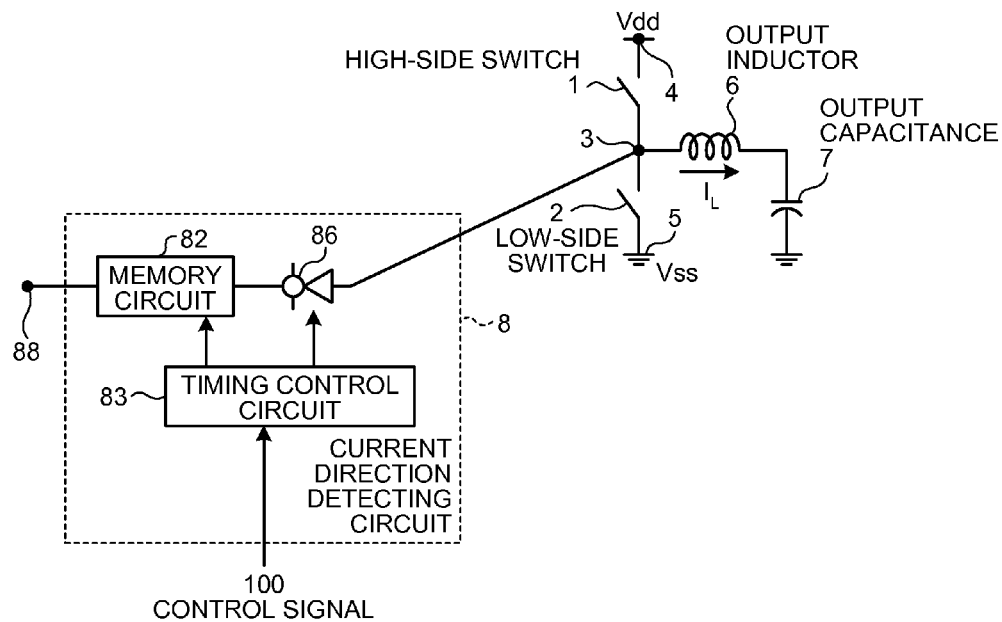 Vdd
HIGH-SIDE SWITCH
1
4
OUTPUT
INDUCTOR
6
OUTPUT
CAPACITANCE
7
3
I_L
2
LOW-SIDE
SWITCH
5
Vss
82
MEMORY
CIRCUIT
86
88
8
83
TIMING CONTROL
CIRCUIT
CURRENT
DIRECTION
DETECTING
CIRCUIT
100
CONTROL SIGNAL